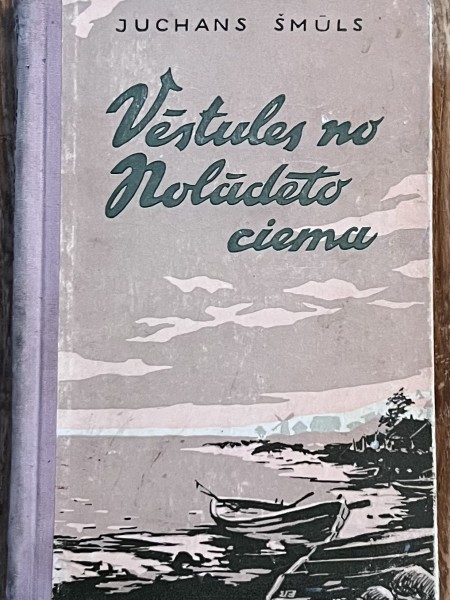 JUCHANS ŠMŪLS
Vēstules no
Nolādēto
ciema